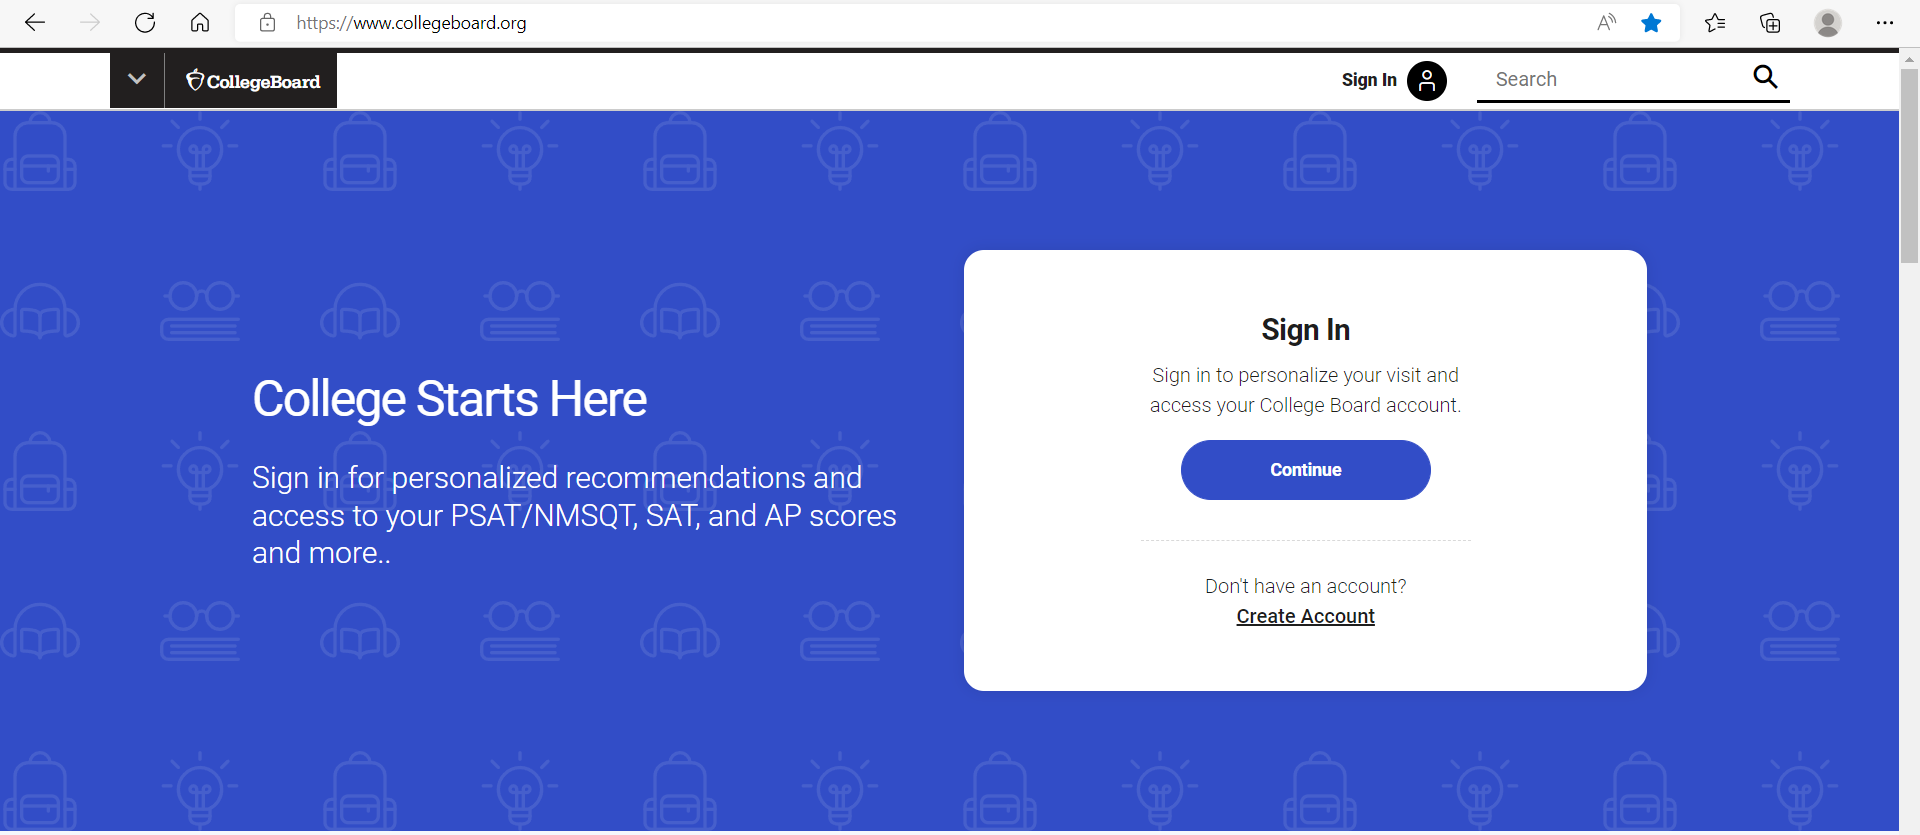 https://www.collegeboard.org
CollegeBoard
Sign In
Search
College Starts Here
Sign in for personalized recommendations and
access to your PSAT/NMSQT, SAT, and AP scores
and more..
Sign In
Sign in to personalize your visit and
access your College Board account.
Continue
Don't have an account?
Create Account